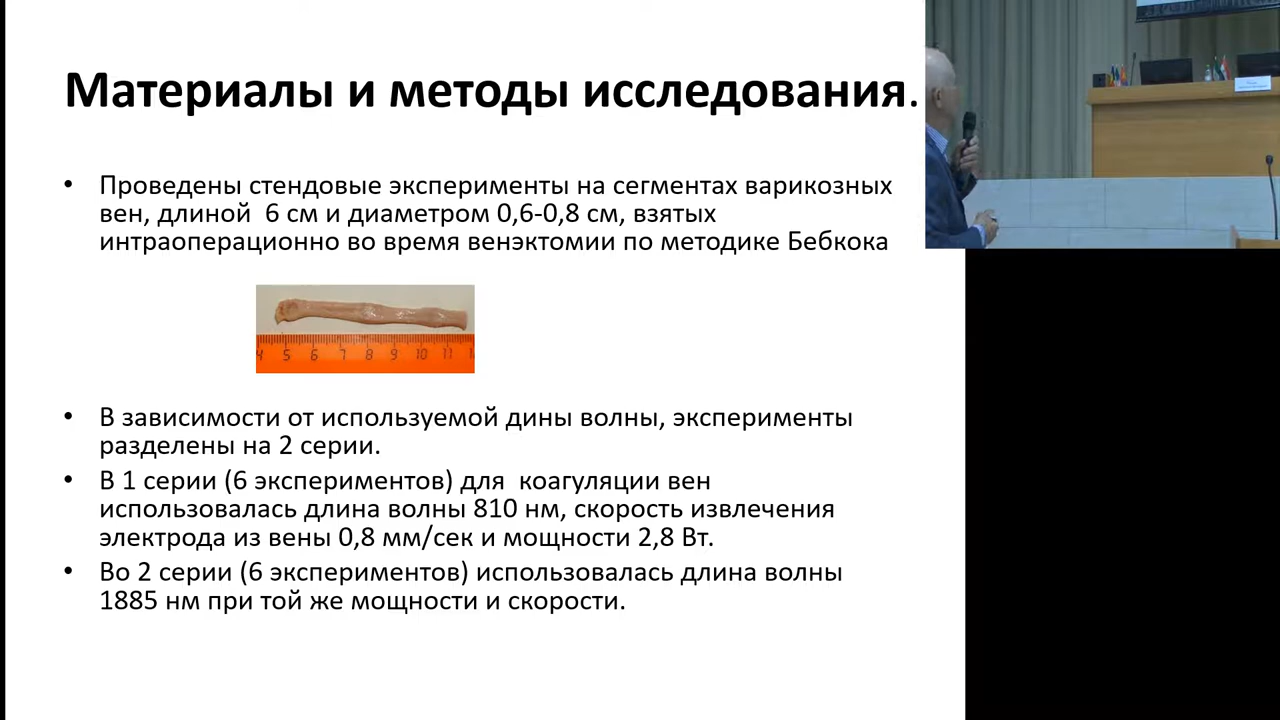 Материалы и методы исследования.
• Проведены стендовые эксперименты на сегментах варикозных
вен, длиной 6 см и диаметром 0,6-0,8 см, взятых
интраоперационно во время венэктомии по методике Бебкока
4 5 6 7 8 9 10 11
• В зависимости от используемой дины волны, эксперименты
разделены на 2 серии.
• В 1 серии (6 экспериментов) для коагуляции вен
использовалась длина волны 810 нм, скорость извлечения
электрода из вены 0,8 мм/сек и мощности 2,8 Вт.
• Во 2 серии (6 экспериментов) использовалась длина волны
1885 нм при той же мощности и скорости.